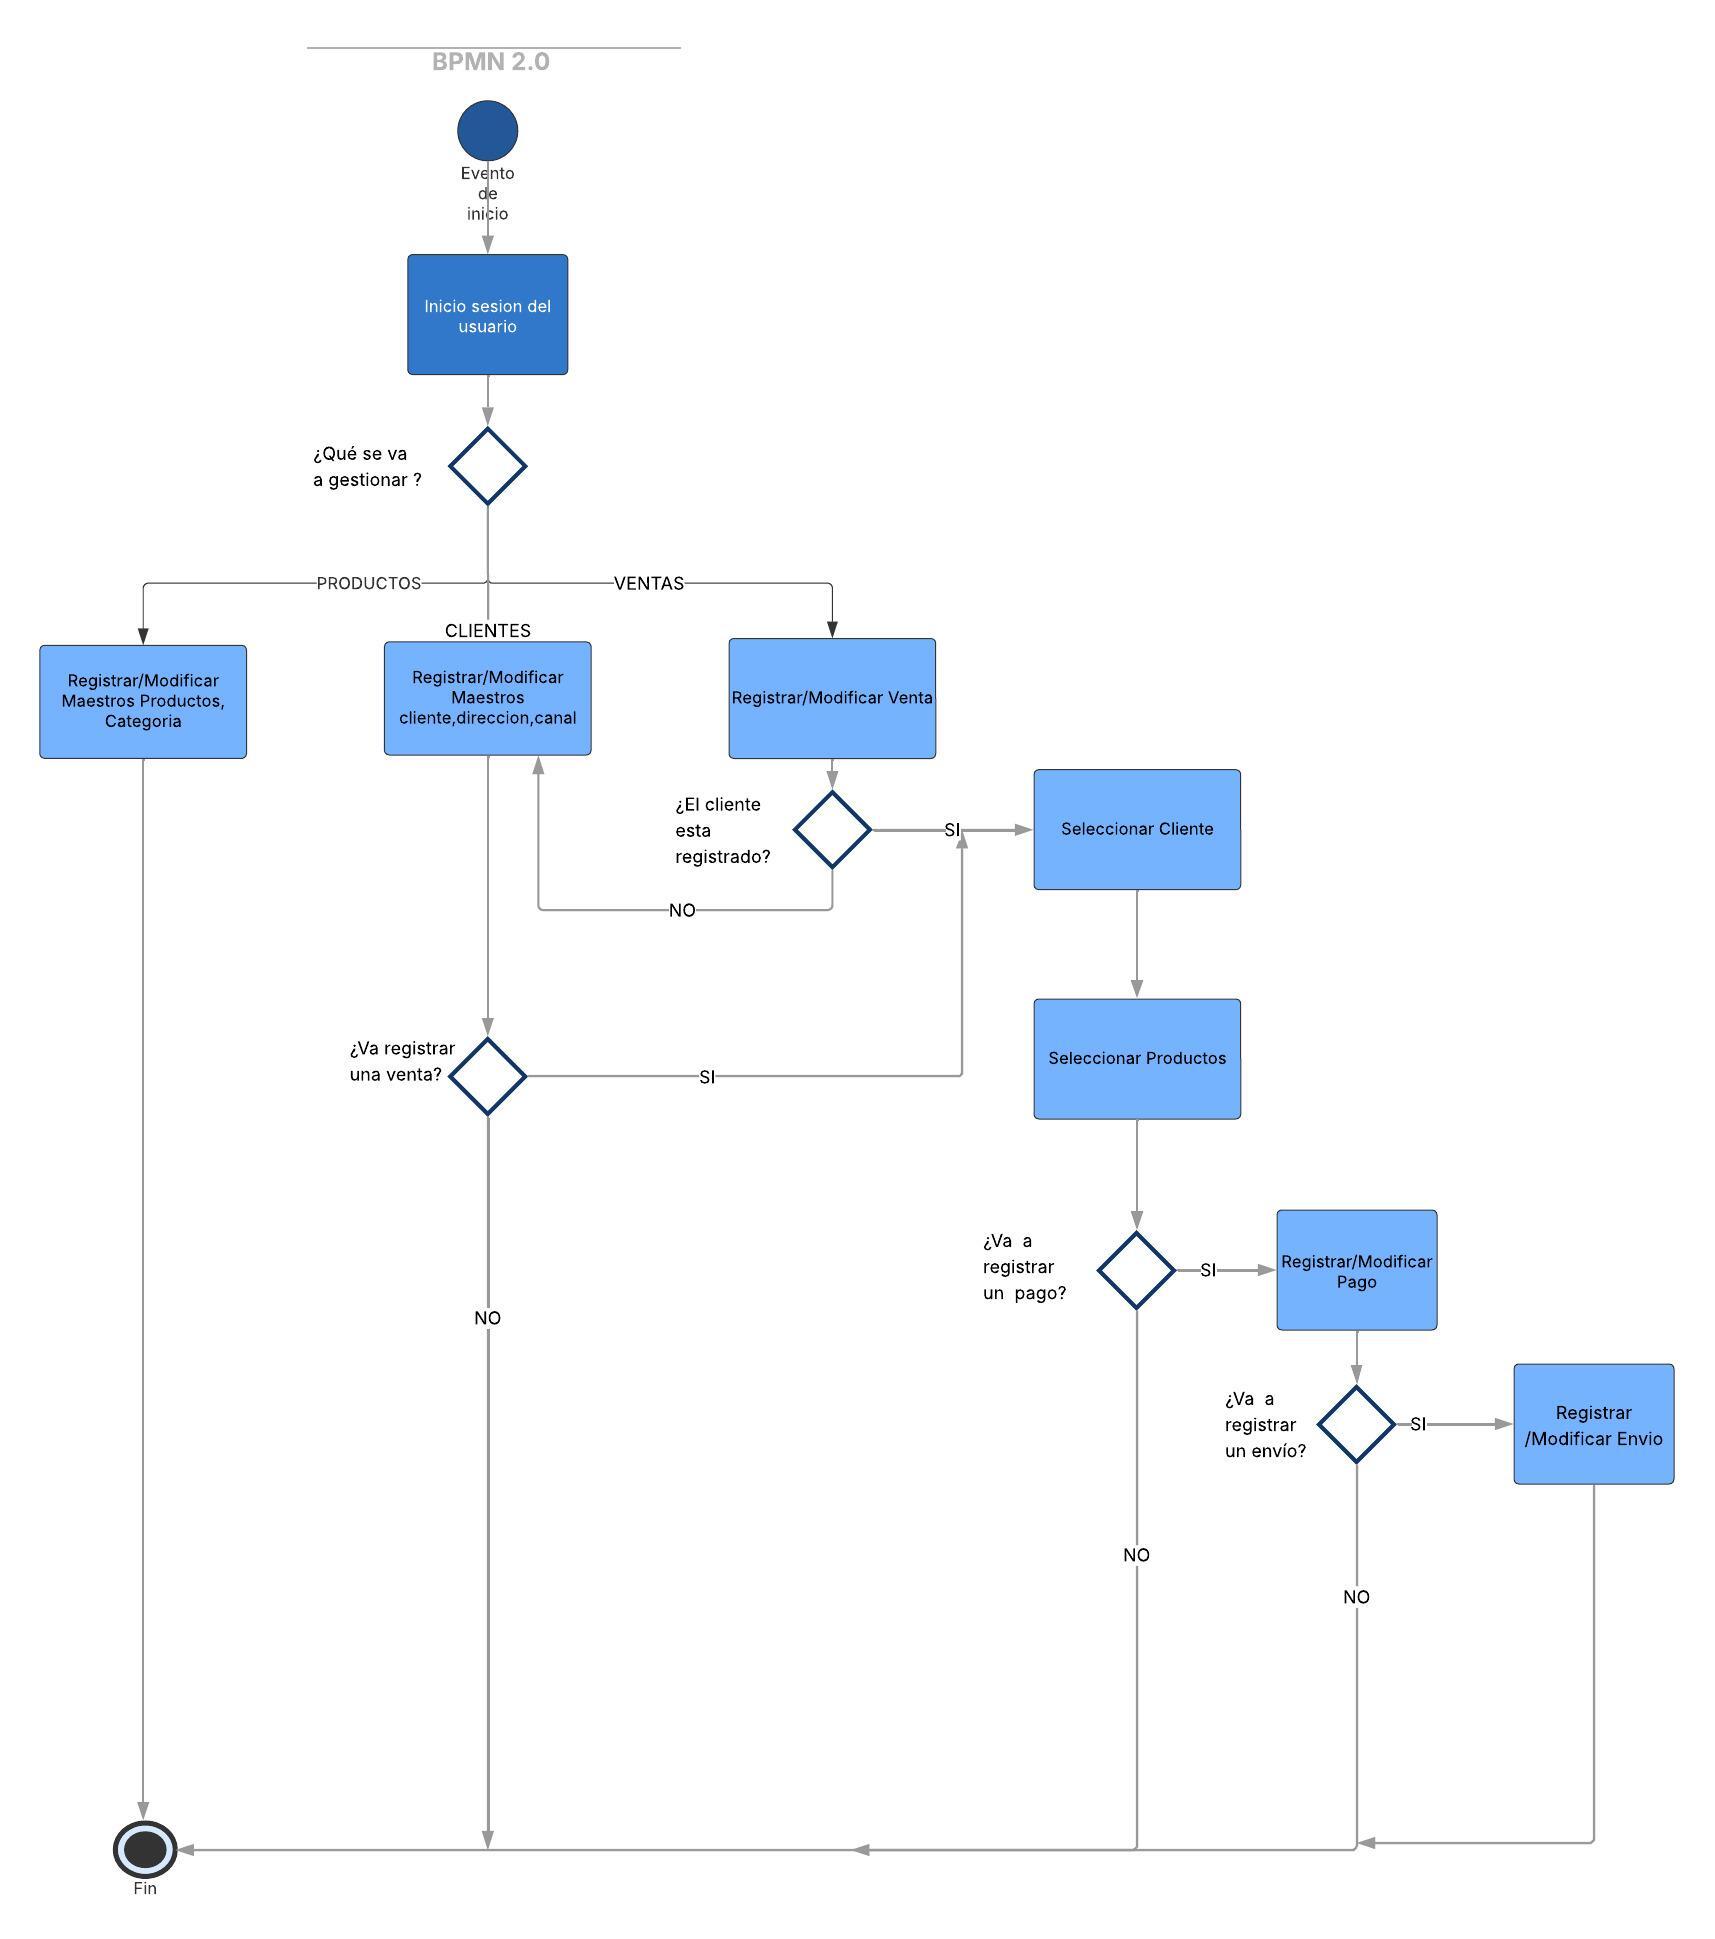 BPMN 2.0
Evento
de
inicio
Inicio sesion del
usuario
¿Qué se va
a gestionar ?
PRODUCTOS
VENTAS
CLIENTES
Registrar/Modificar
Maestros Productos,
Categoria
Registrar/Modificar
Maestros
cliente,direccion,canal
Registrar/Modificar Venta
¿El cliente
esta
registrado?
SI
Seleccionar Cliente
NO
¿Va registrar
una venta?
SI
Seleccionar Productos
¿Va  a
registrar
un  pago?
SI
Registrar/Modificar
Pago
NO
¿Va  a
registrar
un envío?
SI
Registrar
/Modificar Envio
NO
NO
Fin